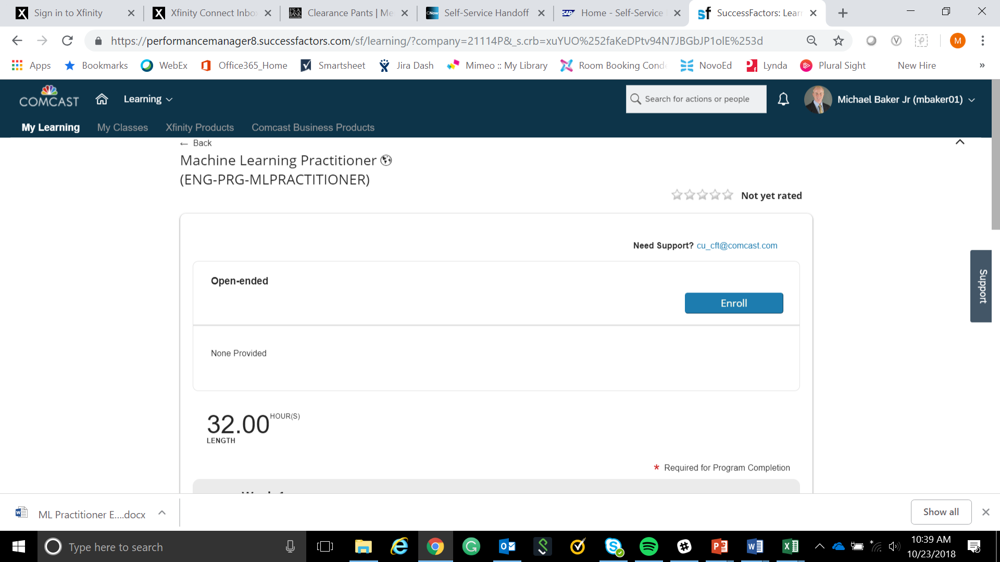 Sign in to Xfinity
Xfinity Connect Inbo
Clearance Pants | Me
Self-Service Handoff
Home - Self-Service
SuccessFactors: Lear
https://performancemanager8.successfactors.com/sf/learning/?company=21114P&_s.crb=xuYUO%252faKeDPtv94N7JBGbJP1olE%253d
M
Apps
Bookmarks
WebEx
Office365_Home
Smartsheet
Jira Dash
Mimeo :: My Library
Room Booking Cond
NovoEd
Lynda
Plural Sight
New Hire
»
COMCAST
Learning
Search for actions or people
Michael Baker Jr (mbaker01)
My Learning
My Classes
Xfinity Products
Comcast Business Products
← Back
Machine Learning Practitioner
(ENG-PRG-MLPRACTITIONER)
Not yet rated
Need Support? cu_cft@comcast.com
Open-ended
Enroll
Support
None Provided
32.00 HOUR(S)
LENGTH
* Required for Program Completion
ML Practitioner E....docx
Show all
Type here to search
10:39 AM
10/23/2018